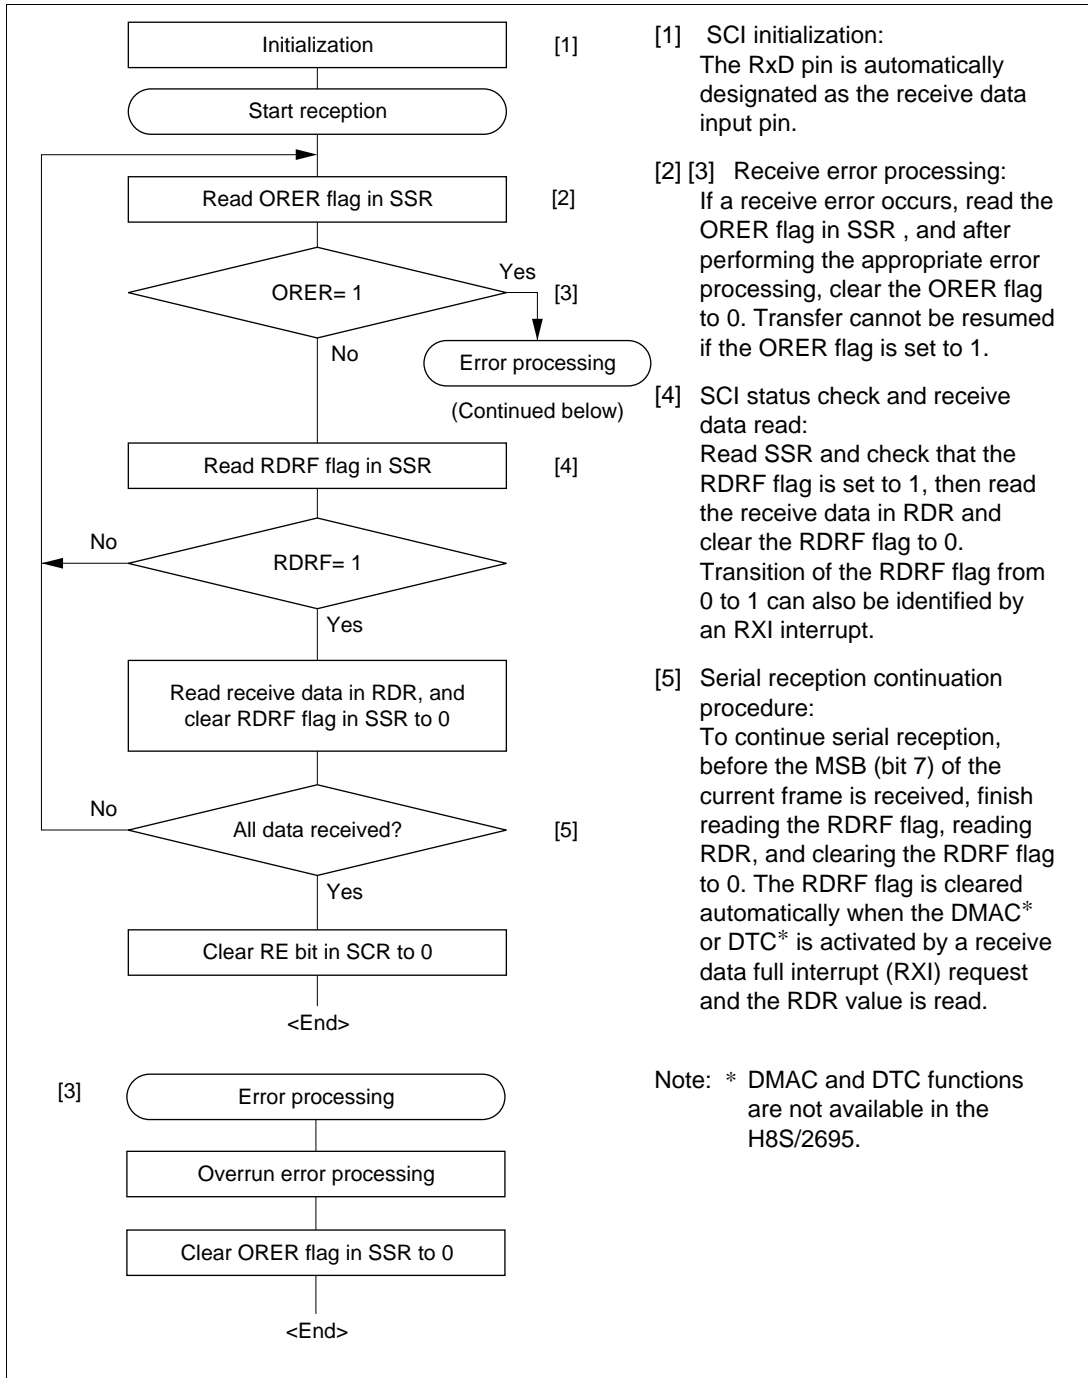 Initialization
[1]
Start reception
Read ORER flag in SSR
[2]
ORER= 1
Yes
[3]
No
Error processing
(Continued below)
Read RDRF flag in SSR
[4]
No
RDRF= 1
Yes
Read receive data in RDR, and
clear RDRF flag in SSR to 0
No
All data received?
[5]
Yes
Clear RE bit in SCR to 0
<End>
[3]
Error processing
Overrun error processing
Clear ORER flag in SSR to 0
<End>
[1] SCI initialization:
The RxD pin is automatically
designated as the receive data
input pin.
[2] [3] Receive error processing:
If a receive error occurs, read the
ORER flag in SSR , and after
performing the appropriate error
processing, clear the ORER flag
to 0. Transfer cannot be resumed
if the ORER flag is set to 1.
[4] SCI status check and receive
data read:
Read SSR and check that the
RDRF flag is set to 1, then read
the receive data in RDR and
clear the RDRF flag to 0.
Transition of the RDRF flag from
0 to 1 can also be identified by
an RXI interrupt.
[5] Serial reception continuation
procedure:
To continue serial reception,
before the MSB (bit 7) of the
current frame is received, finish
reading the RDRF flag, reading
RDR, and clearing the RDRF flag
to 0. The RDRF flag is cleared
automatically when the DMAC*
or DTC* is activated by a receive
data full interrupt (RXI) request
and the RDR value is read.
Note: * DMAC and DTC functions
are not available in the
H8S/2695.